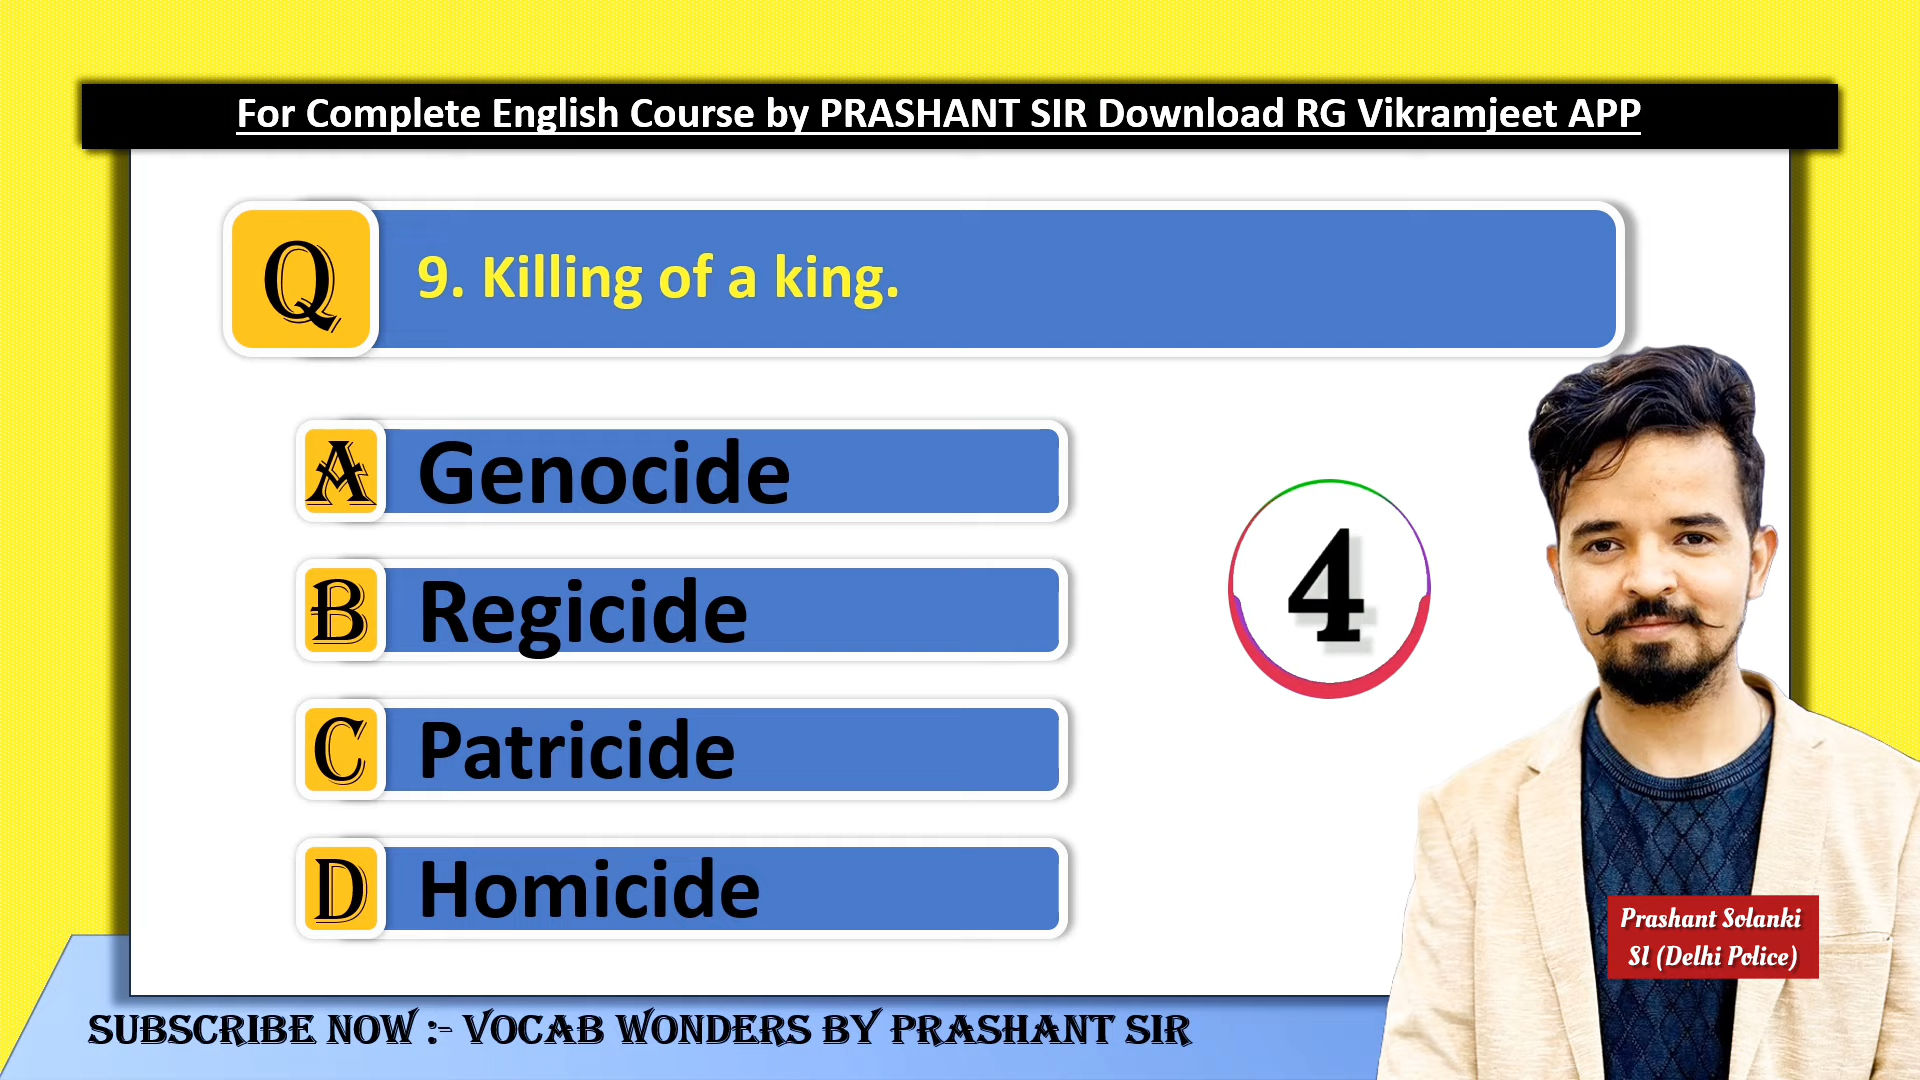 For Complete English Course by PRASHANT SIR Download RG Vikramjeet APP
Q
9. Killing of a king.
A
Genocide
B
Regicide
C
Patricide
D
Homicide
4
Prashant Solanki
SI (Delhi Police)
SUBSCRIBE NOW :- VOCAB WONDERS BY PRASHANT SIR